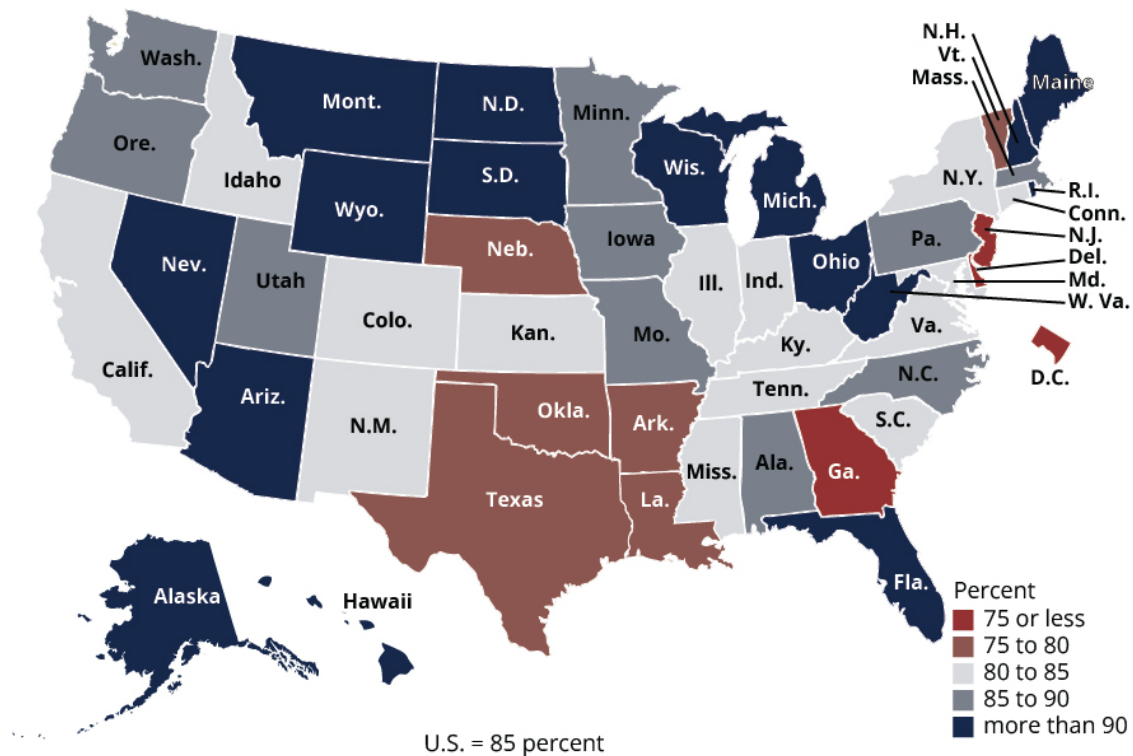 N.H.
Vt.
Mass.
Maine
Wash.
Mont.
N.D.
Minn.
Ore.
Idaho
S.D.
Wis.
Mich.
N.Y.
R.I.
Conn.
N.J.
Del.
Md.
W. Va.
Wyo.
Nev.
Utah
Neb.
Iowa
Ill.
Ind.
Ohio
Pa.
Calif.
Colo.
Kan.
Mo.
Ky.
Va.
D.C.
Ariz.
N.M.
Okla.
Ark.
Tenn.
N.C.
S.C.
Texas
La.
Miss.
Ala.
Ga.
Fla.
Alaska
Hawaii
Percent
75 or less
75 to 80
80 to 85
85 to 90
more than 90
U.S. = 85 percent